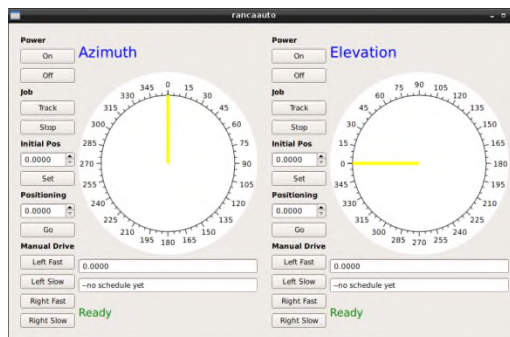 rancaauto
Power
Azimuth
On
Off
Job
Track
Stop
Initial Pos
0.0000
Set
Positioning
0.0000
Go
Manual Drive
Left Fast
Left Slow
Right Fast
Right Slow
0 15 30 45 60 75 90 105 120 135 150 165 180 195 210 225 240 255 270 285 300 315 330 345
0.0000
--no schedule yet
Ready
Power
Elevation
On
Off
Job
Track
Stop
Initial Pos
0.0000
Set
Positioning
0.0000
Go
Manual Drive
Left Fast
Left Slow
Right Fast
Right Slow
0 15 30 45 60 75 90 105 120 135 150 165 180 195 210 225 240 255 270 285 300 315 330 345
0.0000
--no schedule yet
Ready